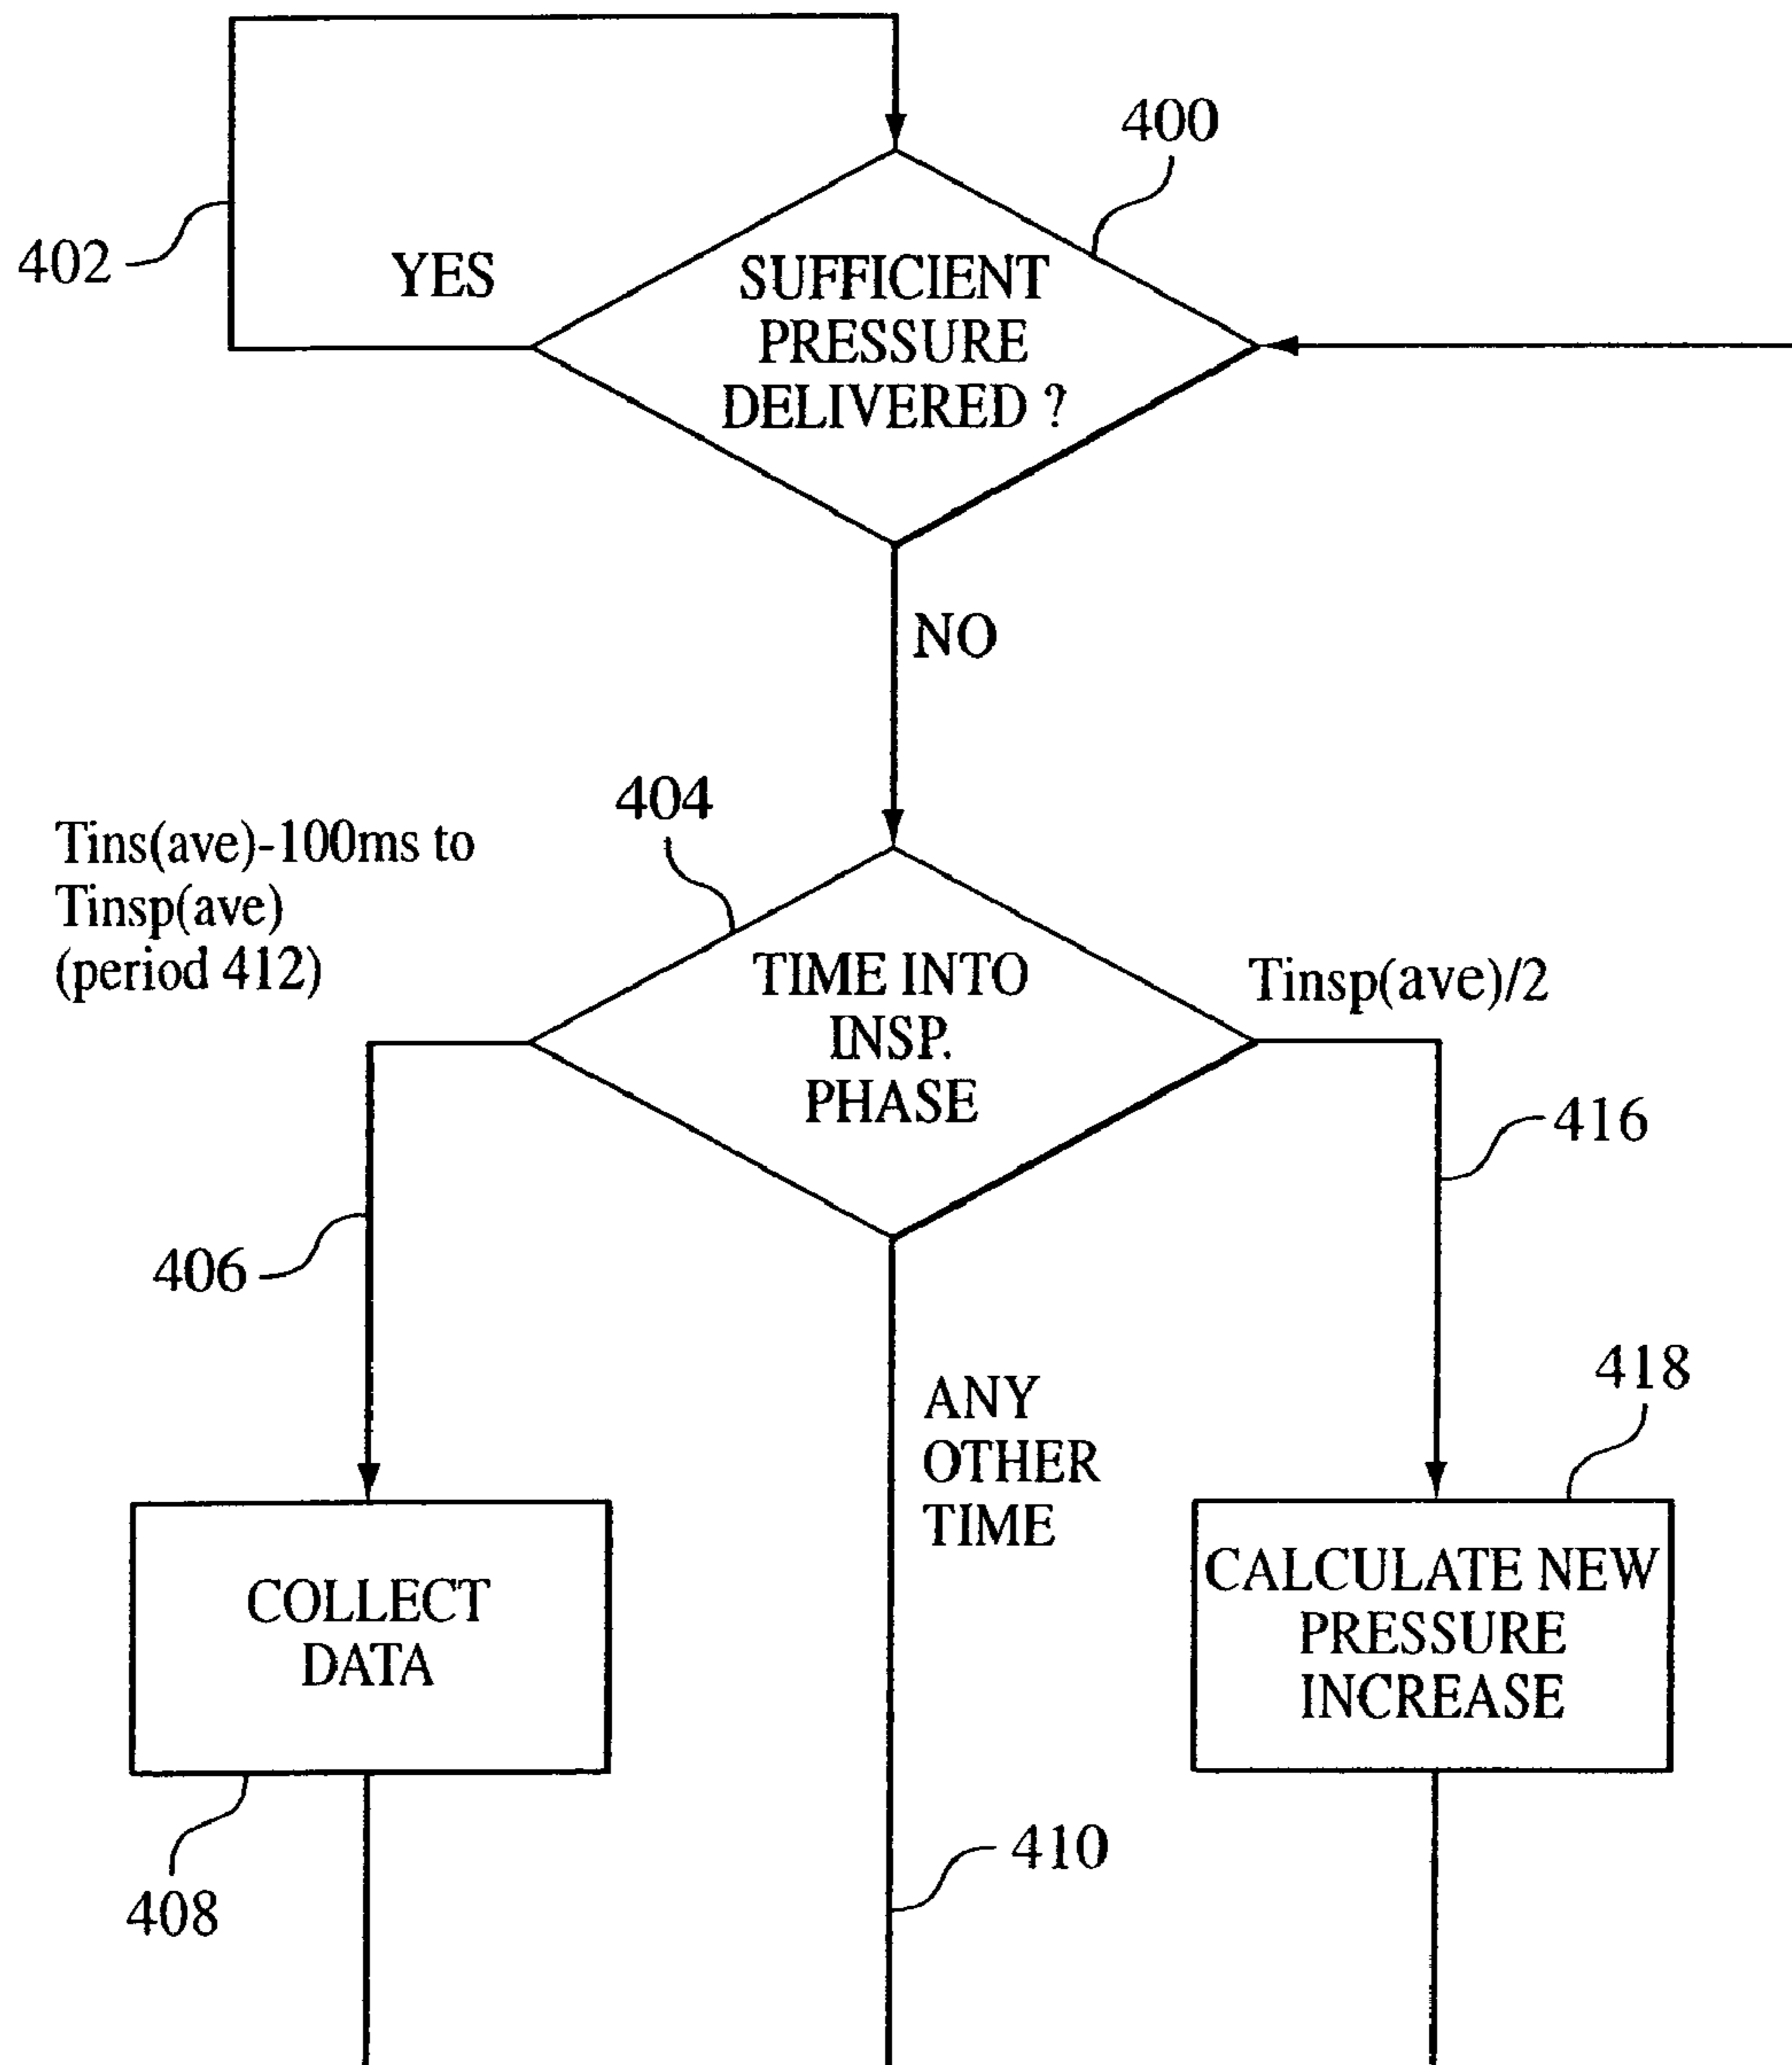 400
402
YES
SUFFICIENT
PRESSURE
DELIVERED ?
NO
404
Tins(ave)-100ms to
Tinsp(ave)
(period 412)
TIME INTO
INSP.
PHASE
Tinsp(ave)/2
416
406
418
ANY
OTHER
TIME
COLLECT
DATA
CALCULATE NEW
PRESSURE
INCREASE
410
408